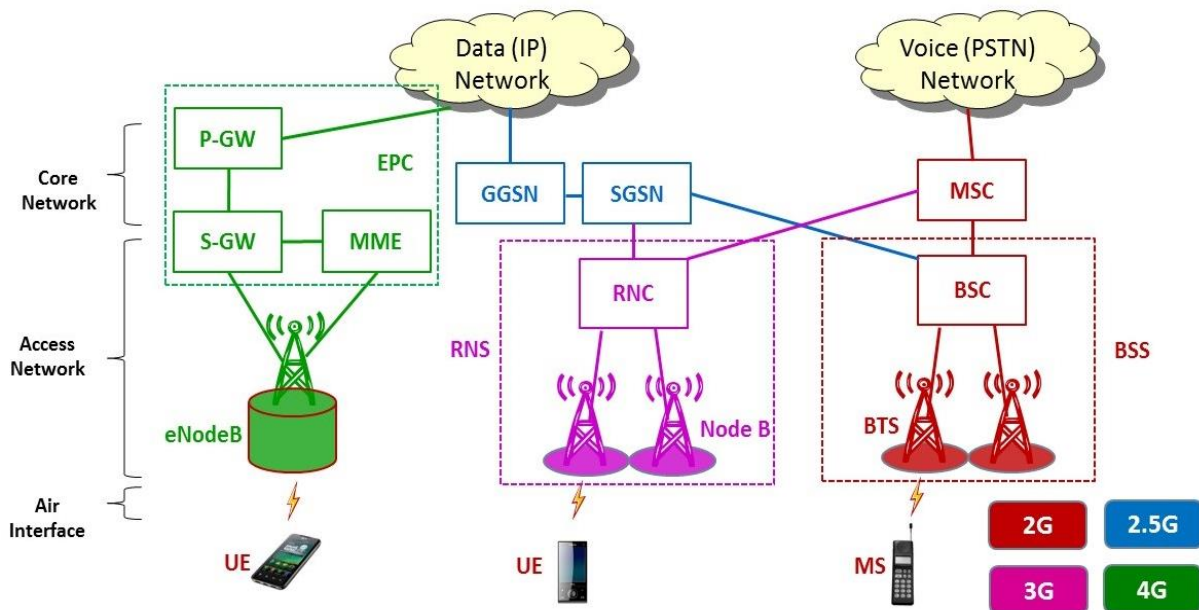 Data (IP)
Network
Voice (PSTN)
Network
P-GW
EPC
Core
Network
GGSN
SGSN
MSC
S-GW
MME
RNC
BSC
Access
Network
RNS
BSS
eNodeB
Node B
BTS
Air
Interface
UE
UE
MS
2G
2.5G
3G
4G